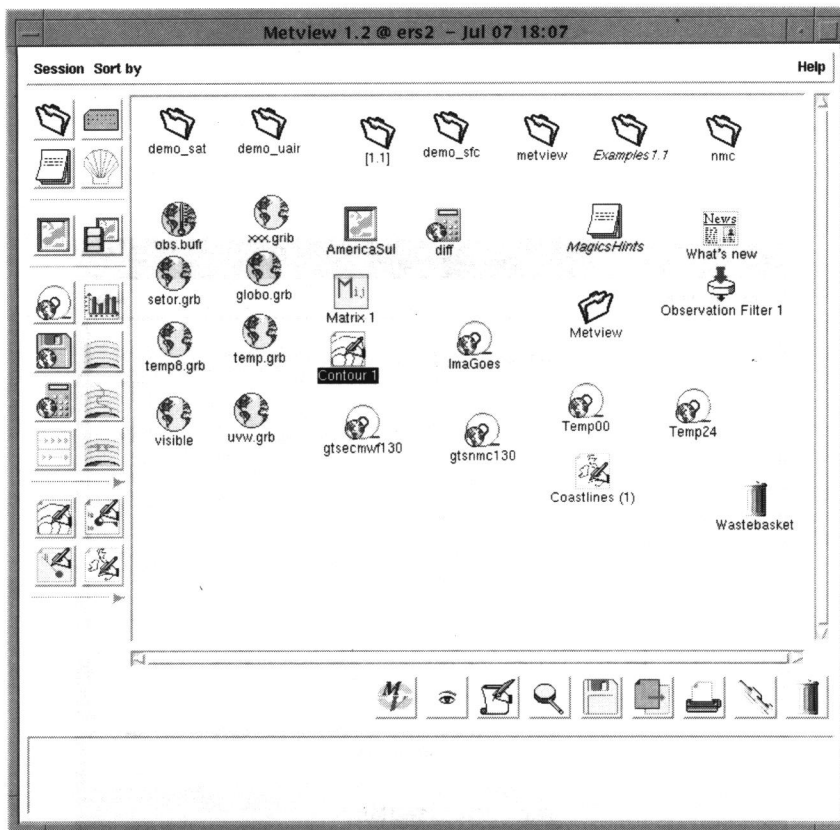 Metview 1.2 @ ers2 – Jul 07 18:07
Session Sort by Help
demo_sat demo_uair [1.1] demo_sfc metview Examples1.1 nmc
obs.bufr xxx.grib AmericaSul diff MagicsHints News What's new
setor.grb globo.grb Mij Matrix 1 Metview Observation Filter 1
temp8.grb temp.grb Contour 1 ImaGoes
visible uvw.grb gtsecmwf130 gtsnmc130 Temp00 Temp24
Coastlines (1)
Wastebasket
M